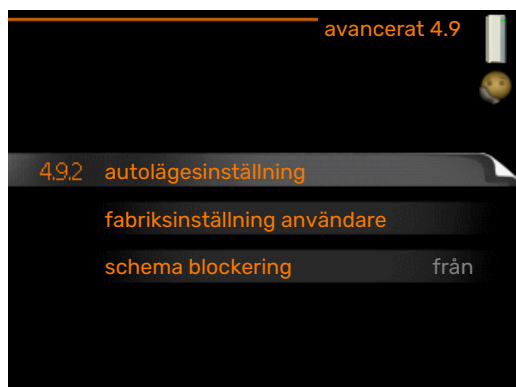 avancerat 4.9
4.9.2 autolägesinställning
fabriksinställning användare
schema blockering från